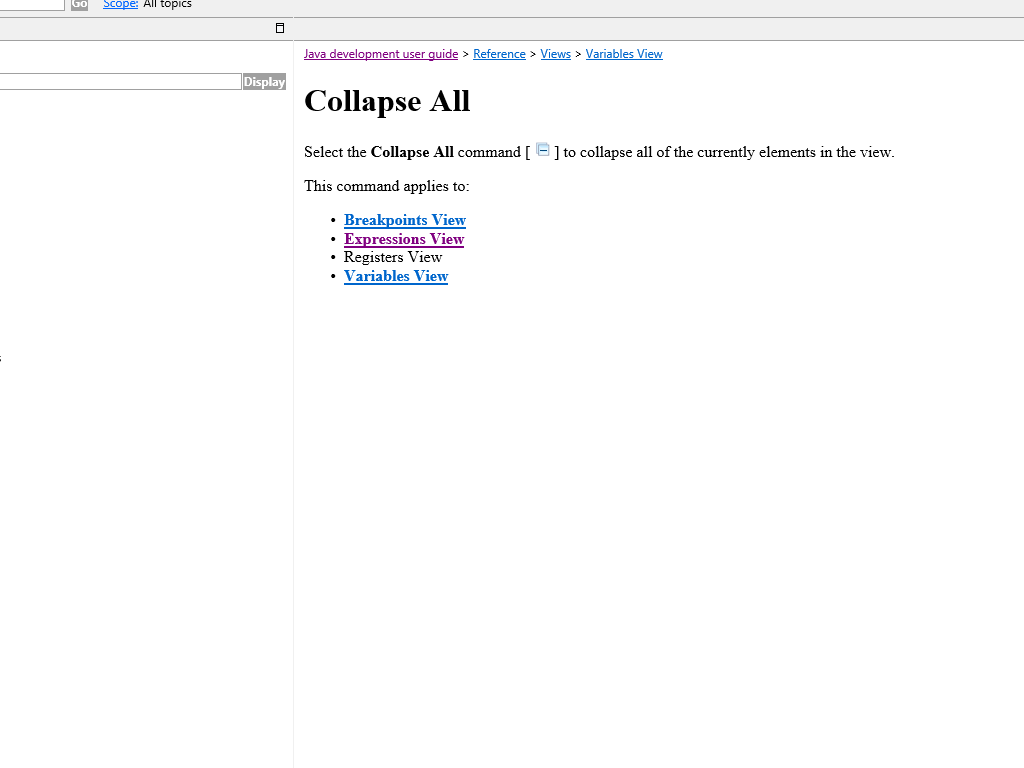 Go Scope: All topics
Display
Java development user guide > Reference > Views > Variables View
Collapse All
Select the Collapse All command [ ] to collapse all of the currently elements in the view.
This command applies to:
• Breakpoints View
• Expressions View
• Registers View
• Variables View